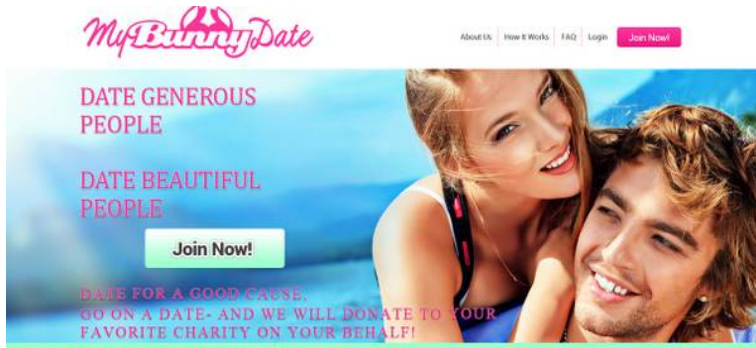 MyBunnyDate
About Us How It Works FAQ Login Join Now!
DATE GENEROUS
PEOPLE
DATE BEAUTIFUL
PEOPLE
Join Now!
DATE FOR A GOOD CAUSE,
GO ON A DATE- AND WE WILL DONATE TO YOUR
FAVORITE CHARITY ON YOUR BEHALF!